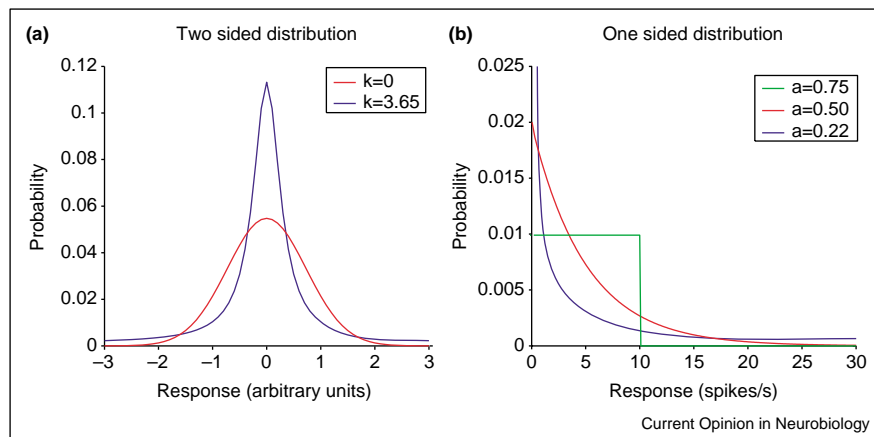 (a)
Two sided distribution
k=0
k=3.65
Probability
0.12
0.1
0.08
0.06
0.04
0.02
0
−3
−2
−1
0
1
2
3
Response (arbitrary units)
(b)
One sided distribution
a=0.75
a=0.50
a=0.22
Probability
0.025
0.02
0.015
0.01
0.005
0
0
5
10
15
20
25
30
Response (spikes/s)
Current Opinion in Neurobiology